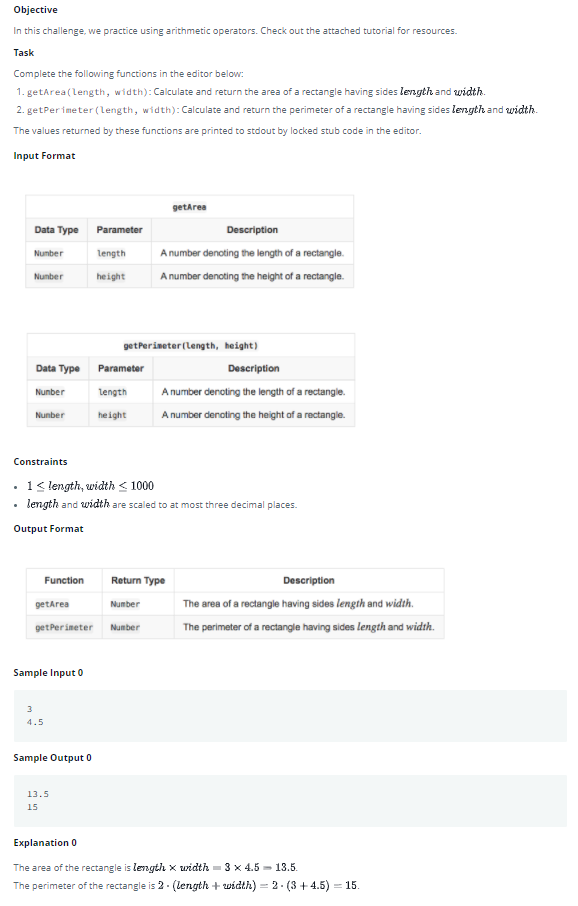 Objective
In this challenge, we practice using arithmetic operators. Check out the attached tutorial for resources.
Task
Complete the following functions in the editor below:
1. getArea(length, width): Calculate and return the area of a rectangle having sides length and width.
2. getPerimeter(length, width): Calculate and return the perimeter of a rectangle having sides length and width.
The values returned by these functions are printed to stdout by locked stub code in the editor.
Input Format
getArea
Data Type Parameter Description
Number length A number denoting the length of a rectangle.
Number height A number denoting the height of a rectangle.
getPerimeter(length, height)
Data Type Parameter Description
Number length A number denoting the length of a rectangle.
Number height A number denoting the height of a rectangle.
Constraints
• 1 ≤ length, width ≤ 1000
• length and width are scaled to at most three decimal places.
Output Format
Function Return Type Description
getArea Number The area of a rectangle having sides length and width.
getPerimeter Number The perimeter of a rectangle having sides length and width.
Sample Input 0
3
4.5
Sample Output 0
13.5
15
Explanation 0
The area of the rectangle is length × width = 3 × 4.5 = 13.5.
The perimeter of the rectangle is 2 · (length + width) = 2 · (3 + 4.5) = 15.